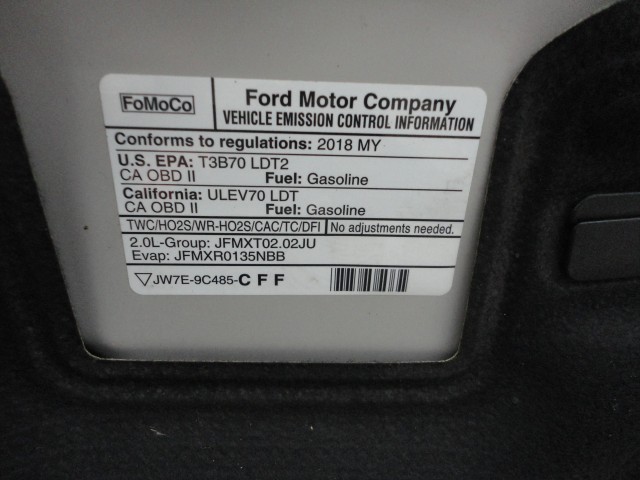 FoMoCo
Ford Motor Company
VEHICLE EMISSION CONTROL INFORMATION
Conforms to regulations: 2018 MY
U.S. EPA: T3B70 LDT2
CA OBD II Fuel: Gasoline
California: ULEV70 LDT
CA OBD II Fuel: Gasoline
TWC/HO2S/WR-HO2S/CAC/TC/DFI No adjustments needed.
2.0L-Group: JFMXT02.02JU
Evap: JFMXR0135NBB
JW7E-9C485-CFF